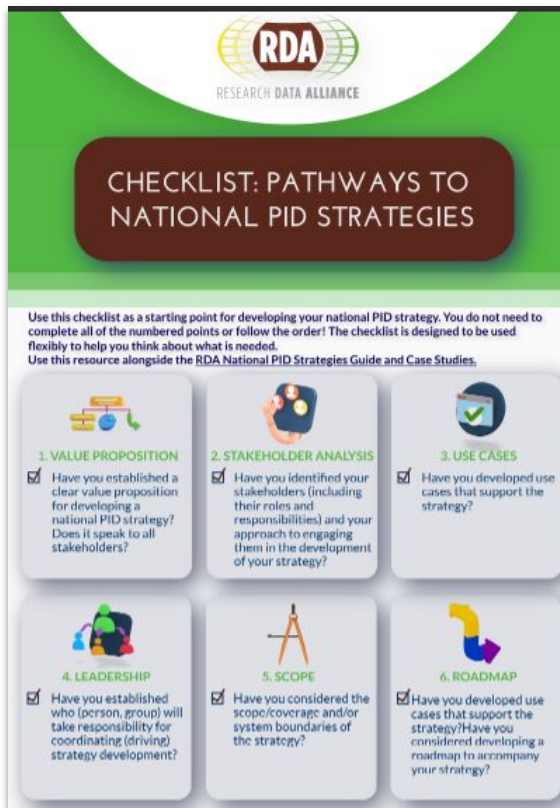 RDA
RESEARCH DATA ALLIANCE
CHECKLIST: PATHWAYS TO
NATIONAL PID STRATEGIES
Use this checklist as a starting point for developing your national PID strategy. You do not need to
complete all of the numbered points or follow the order! The checklist is designed to be used
flexibly to help you think about what is needed.
Use this resource alongside the RDA National PID Strategies Guide and Case Studies.
1. VALUE PROPOSITION
Have you established a
clear value proposition
for developing a
national PID strategy?
Does it speak to all
stakeholders?
2. STAKEHOLDER ANALYSIS
Have you identified your
stakeholders (including
their roles and
responsibilities) and your
approach to engaging
them in the development
of your strategy?
3. USE CASES
Have you developed use
cases that support the
strategy?
4. LEADERSHIP
Have you established
who (person, group) will
take responsibility for
coordinating (driving)
strategy development?
5. SCOPE
Have you considered the
scope/coverage and/or
system boundaries of
the strategy?
6. ROADMAP
Have you developed use
cases that support the
strategy?Have you
considered developing a
roadmap to accompany
your strategy?